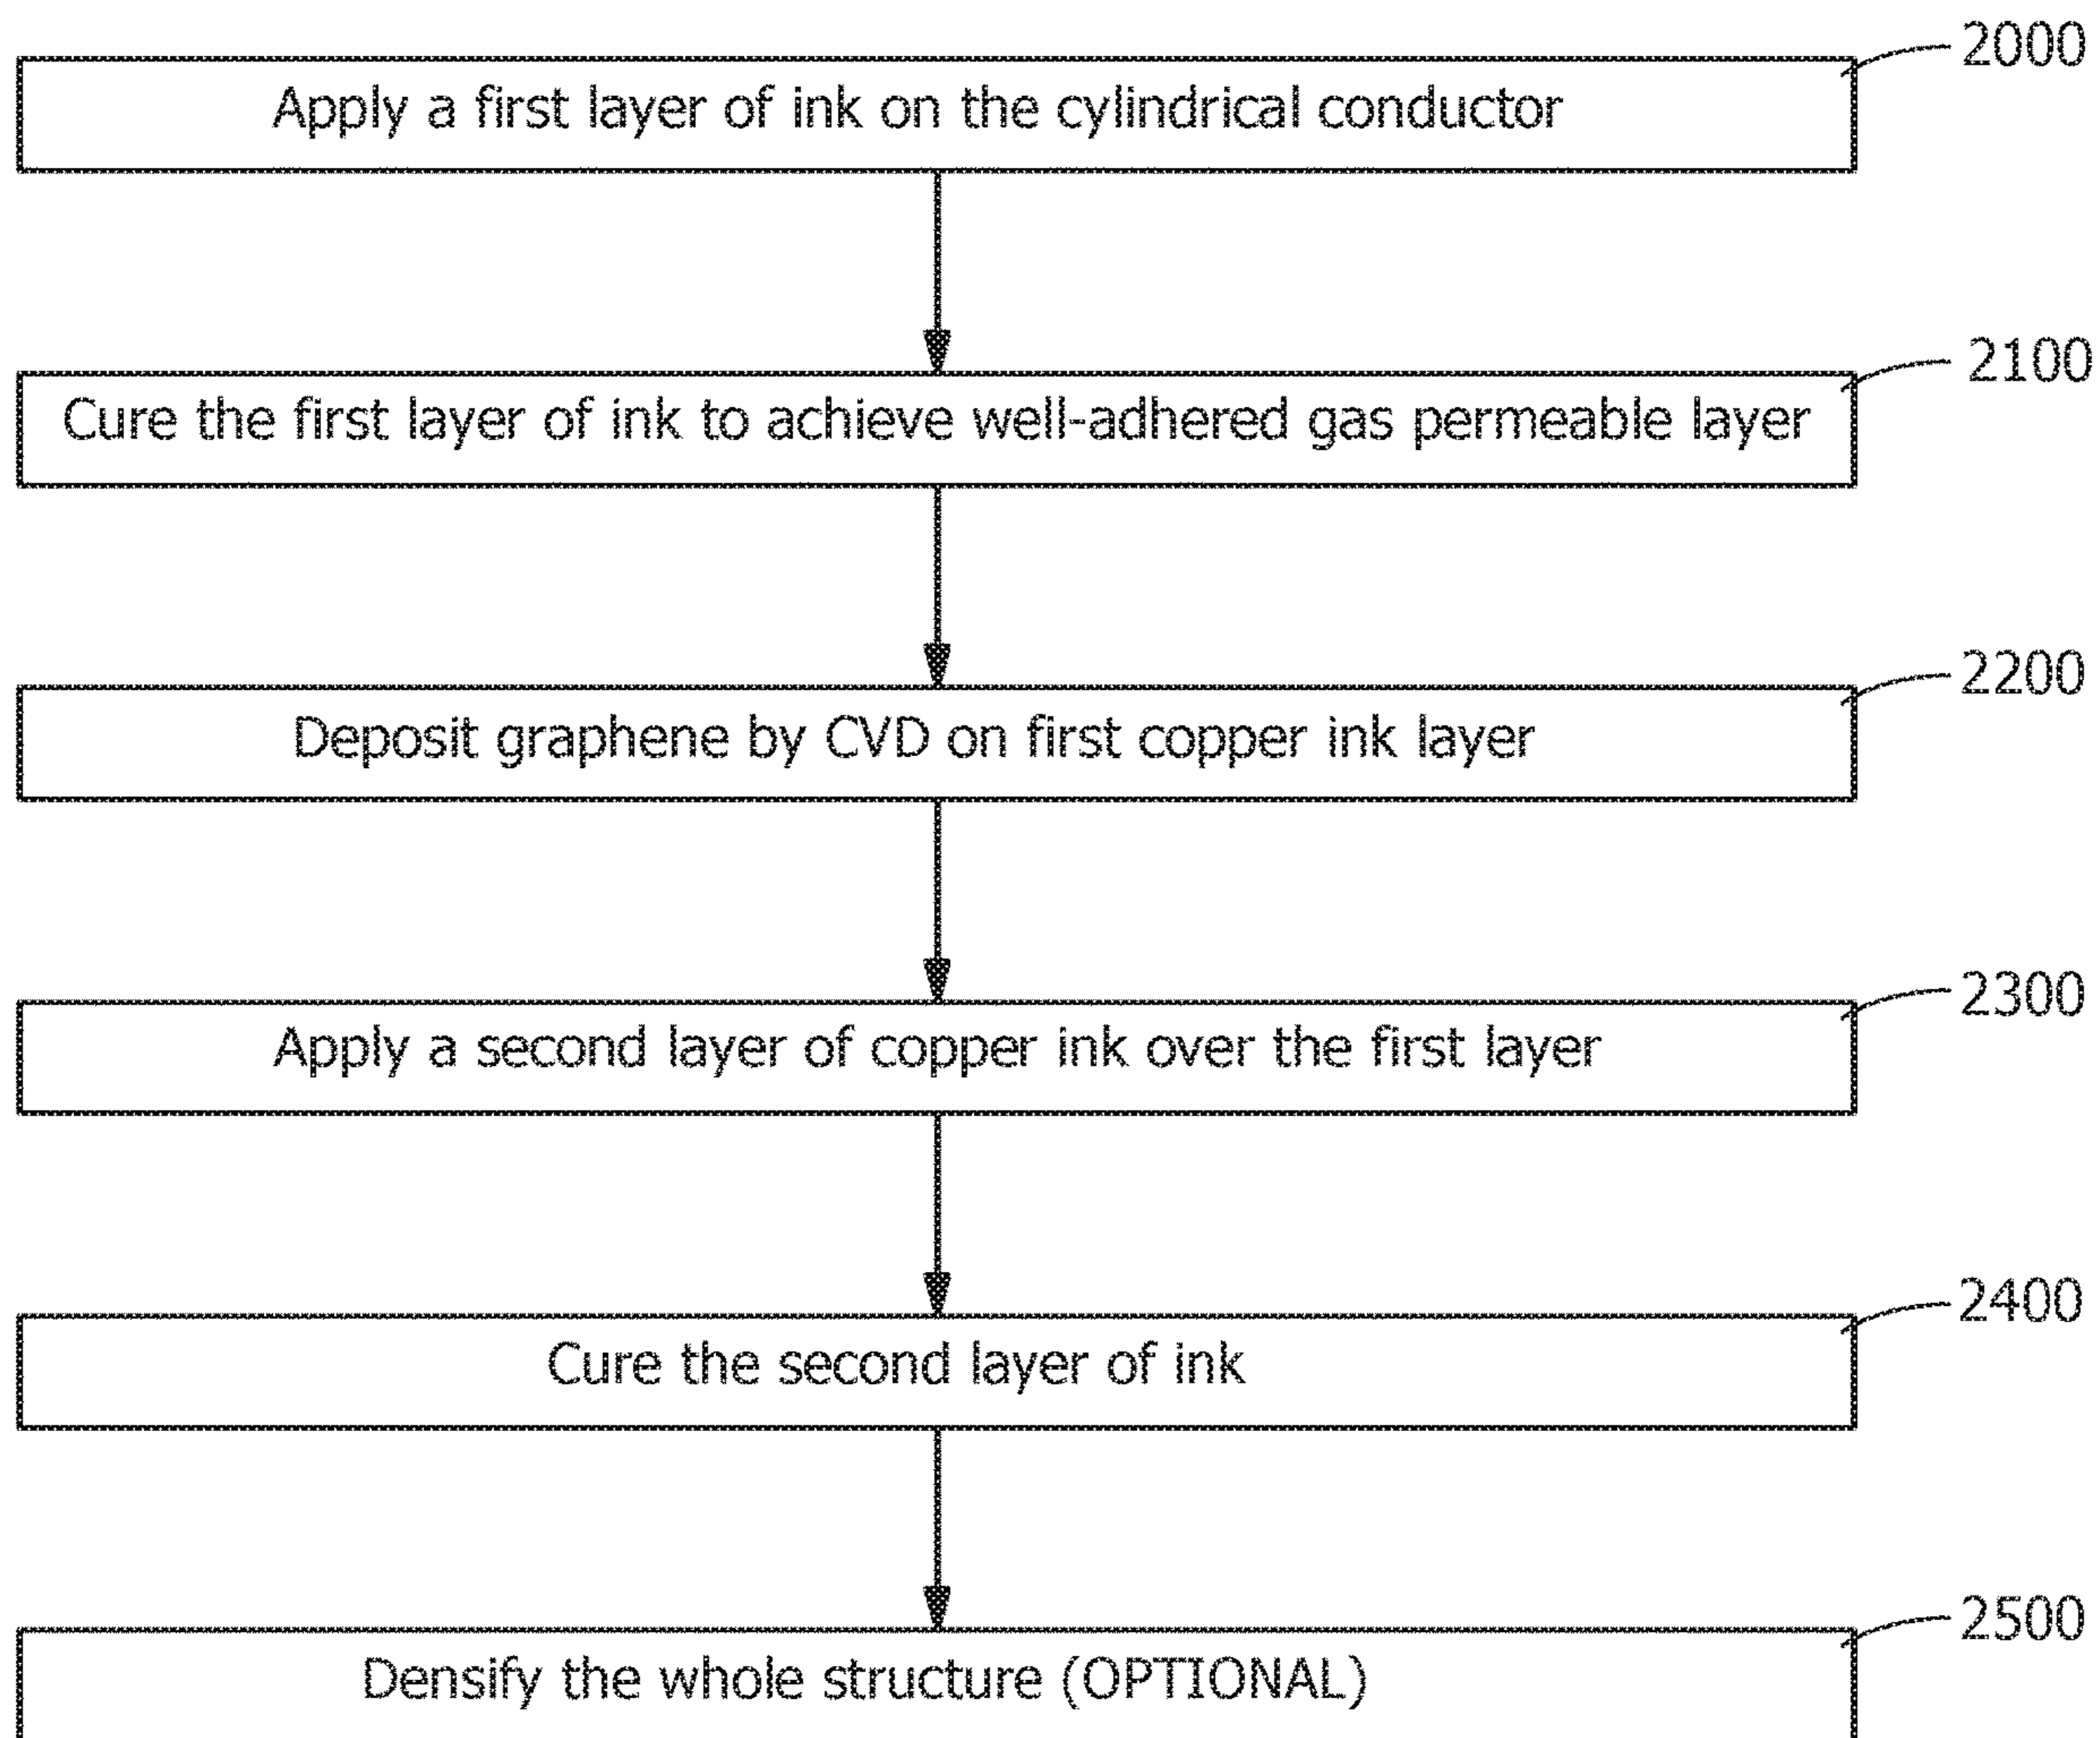 2000
Apply a first layer of ink on the cylindrical conductor
2100
Cure the first layer of ink to achieve well-adhered gas permeable layer
2200
Deposit graphene by CVD on first copper ink layer
2300
Apply a second layer of copper ink over the first layer
2400
Cure the second layer of ink
2500
Densify the whole structure (OPTIONAL)